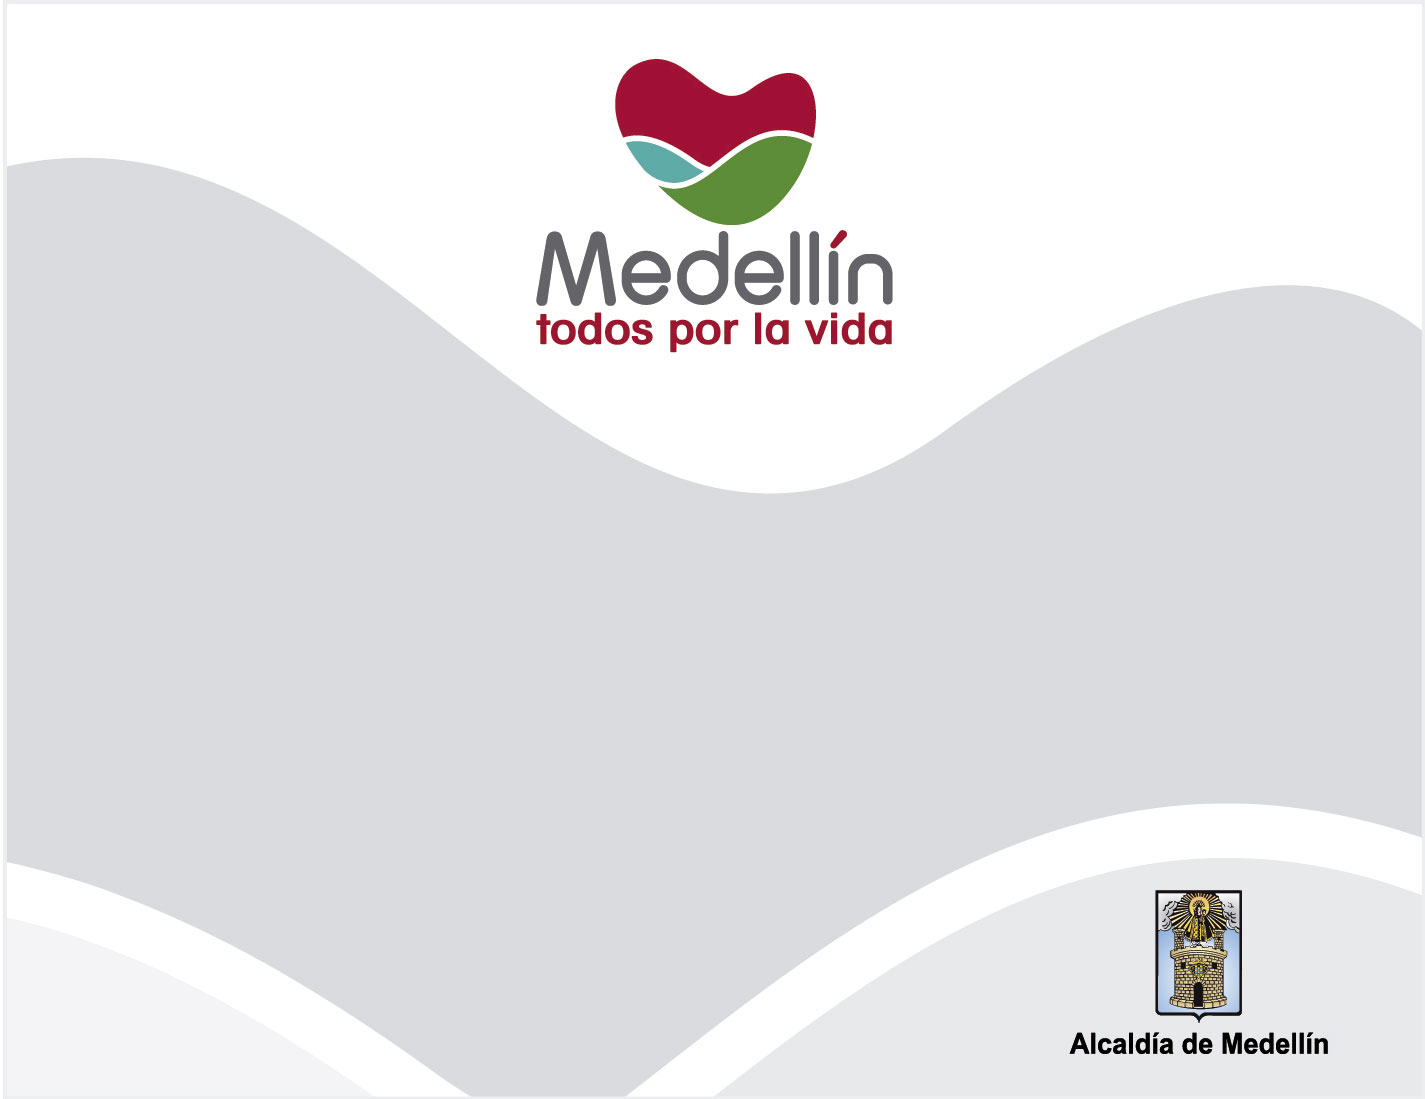 Medellín
todos por la vida
Alcaldía de Medellín